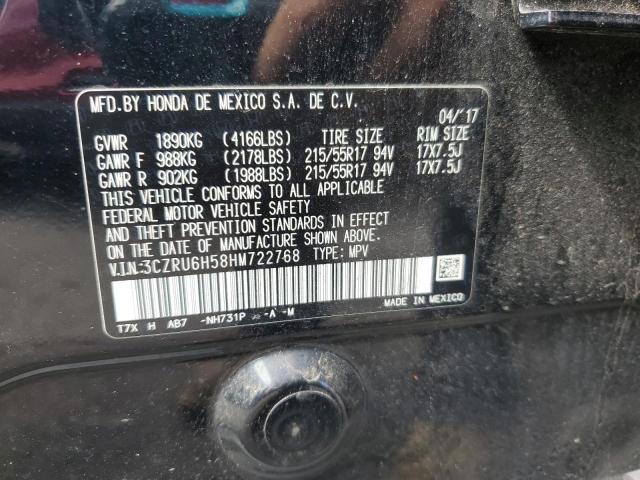 MFD.BY HONDA DE MEXICO S.A. DE C.V. 04/'17
GVWR 1890KG (4166LBS) TIRE SIZE RIM SIZE
GAWR F 988KG (2178LBS) 215/55R17 94V 17X7.5J
GAWR R 902KG (1988LBS) 215/55R17 94V 17X7.5J
THIS VEHICLE CONFORMS TO ALL APPLICABLE
FEDERAL MOTOR VEHICLE SAFETY
AND THEFT PREVENTION STANDARDS IN EFFECT
ON THE DATE OF MANUFACTURE SHOWN ABOVE.
V.I.N.:3CZRU6H58HM722768 TYPE: MPV
T7X H AB7 -NH731P -A -M MADE IN MEXICO